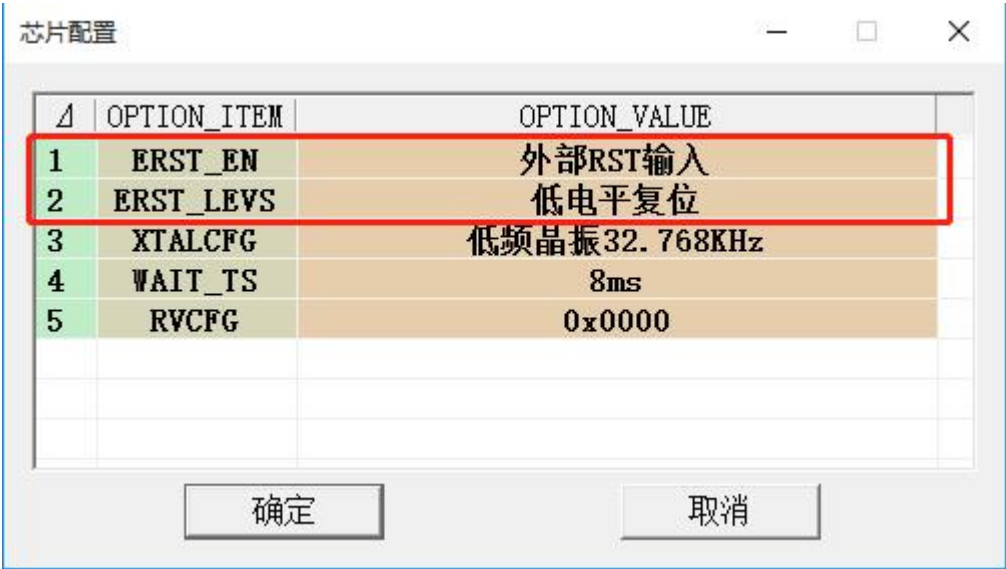 芯片配置
⊿ OPTION_ITEM OPTION_VALUE
1 ERST_EN 外部RST输入
2 ERST_LEVS 低电平复位
3 XTALCFG 低频晶振32.768KHz
4 WAIT_TS 8ms
5 RVCFG 0x0000
确定 取消